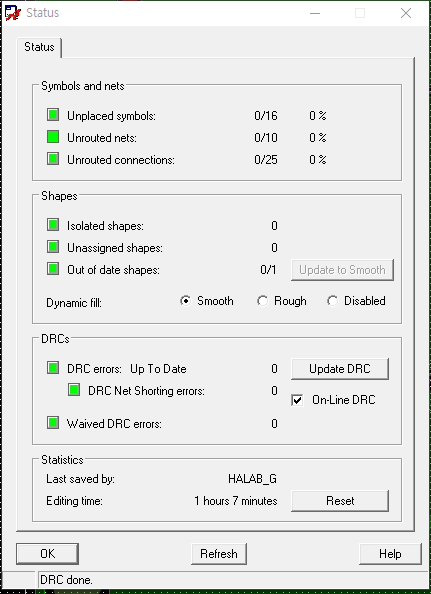 Status
Status
Symbols and nets
Unplaced symbols: 0/16 0 %
Unrouted nets: 0/10 0 %
Unrouted connections: 0/25 0 %
Shapes
Isolated shapes: 0
Unassigned shapes: 0
Out of date shapes: 0/1 Update to Smooth
Dynamic fill: Smooth Rough Disabled
DRCs
DRC errors: Up To Date 0 Update DRC
DRC Net Shorting errors: 0
On-Line DRC
Waived DRC errors: 0
Statistics
Last saved by: HALAB_G
Editing time: 1 hours 7 minutes Reset
OK Refresh Help
DRC done.